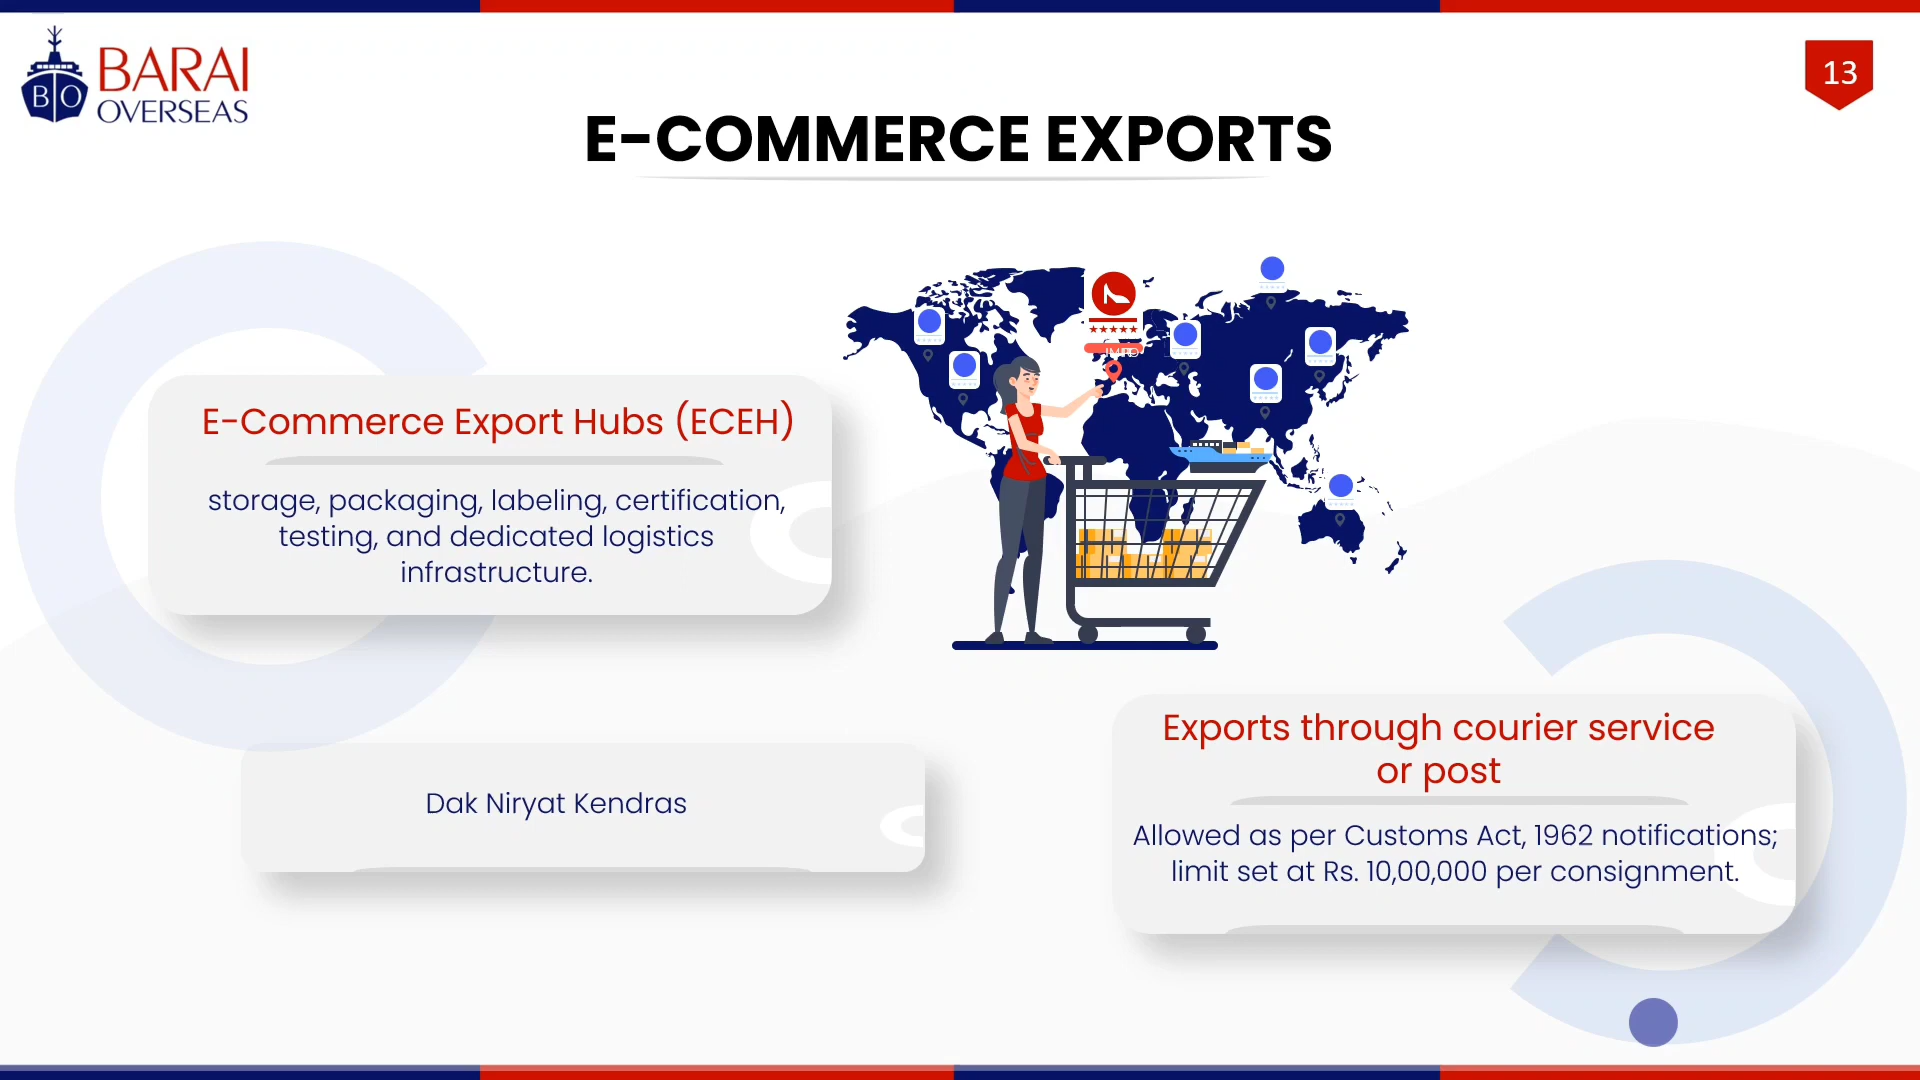 BARAI
OVERSEAS
BO
13
E-COMMERCE EXPORTS
E-Commerce Export Hubs (ECEH)
storage, packaging, labeling, certification,
testing, and dedicated logistics
infrastructure.
Dak Niryat Kendras
Exports through courier service
or post
Allowed as per Customs Act, 1962 notifications;
limit set at Rs. 10,00,000 per consignment.